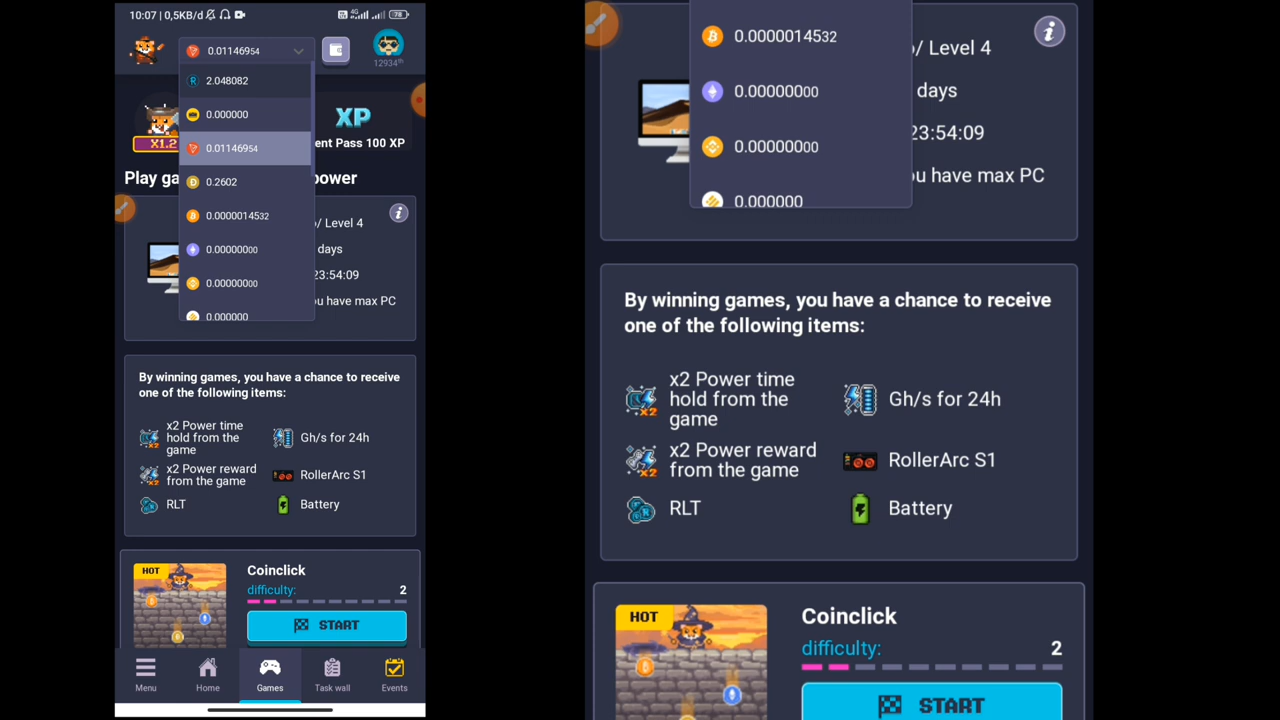 10:07 | 0,5KB/d
4G
78
0.01146954
12934th
2.048082
0.000000
0.01146954
0.2602
0.0000014532
0.00000000
0.00000000
0.000000
X1.2
XP
ent Pass 100 XP
Play ga
power
o/ Level 4
days
23:54:09
ou have max PC
By winning games, you have a chance to receive
one of the following items:
x2 Power time
hold from the
game
Gh/s for 24h
x2 Power reward
from the game
RollerArc S1
RLT
Battery
HOT
Coinclick
difficulty:
2
START
Menu
Home
Games
Task wall
Events
0.0000014532
0.00000000
0.00000000
0.000000
o/ Level 4
days
23:54:09
ou have max PC
By winning games, you have a chance to receive
one of the following items:
x2 Power time
hold from the
game
Gh/s for 24h
x2 Power reward
from the game
RollerArc S1
RLT
Battery
HOT
Coinclick
difficulty:
2
START